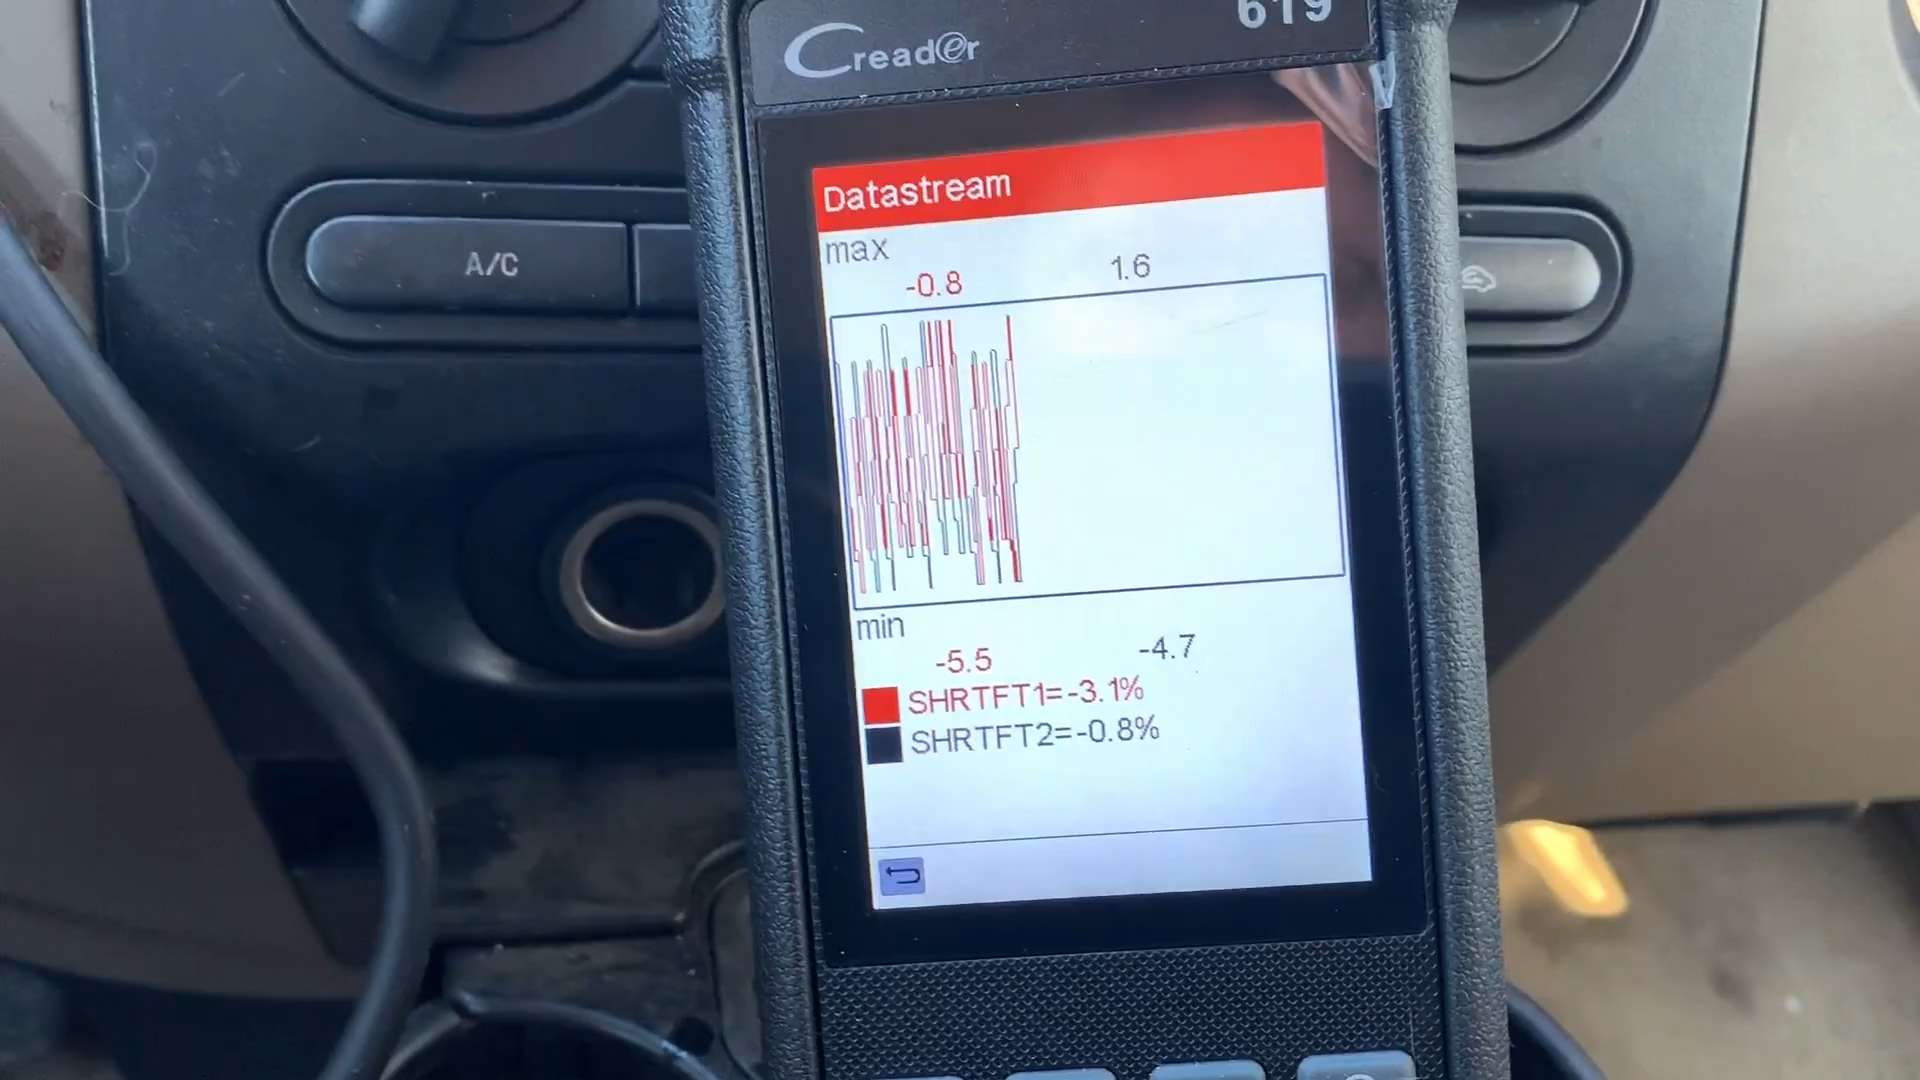 619
Creader
Datastream
max
-0.8 1.6
A/C
min
-5.5 -4.7
SHRTFT1=-3.1%
SHRTFT2=-0.8%